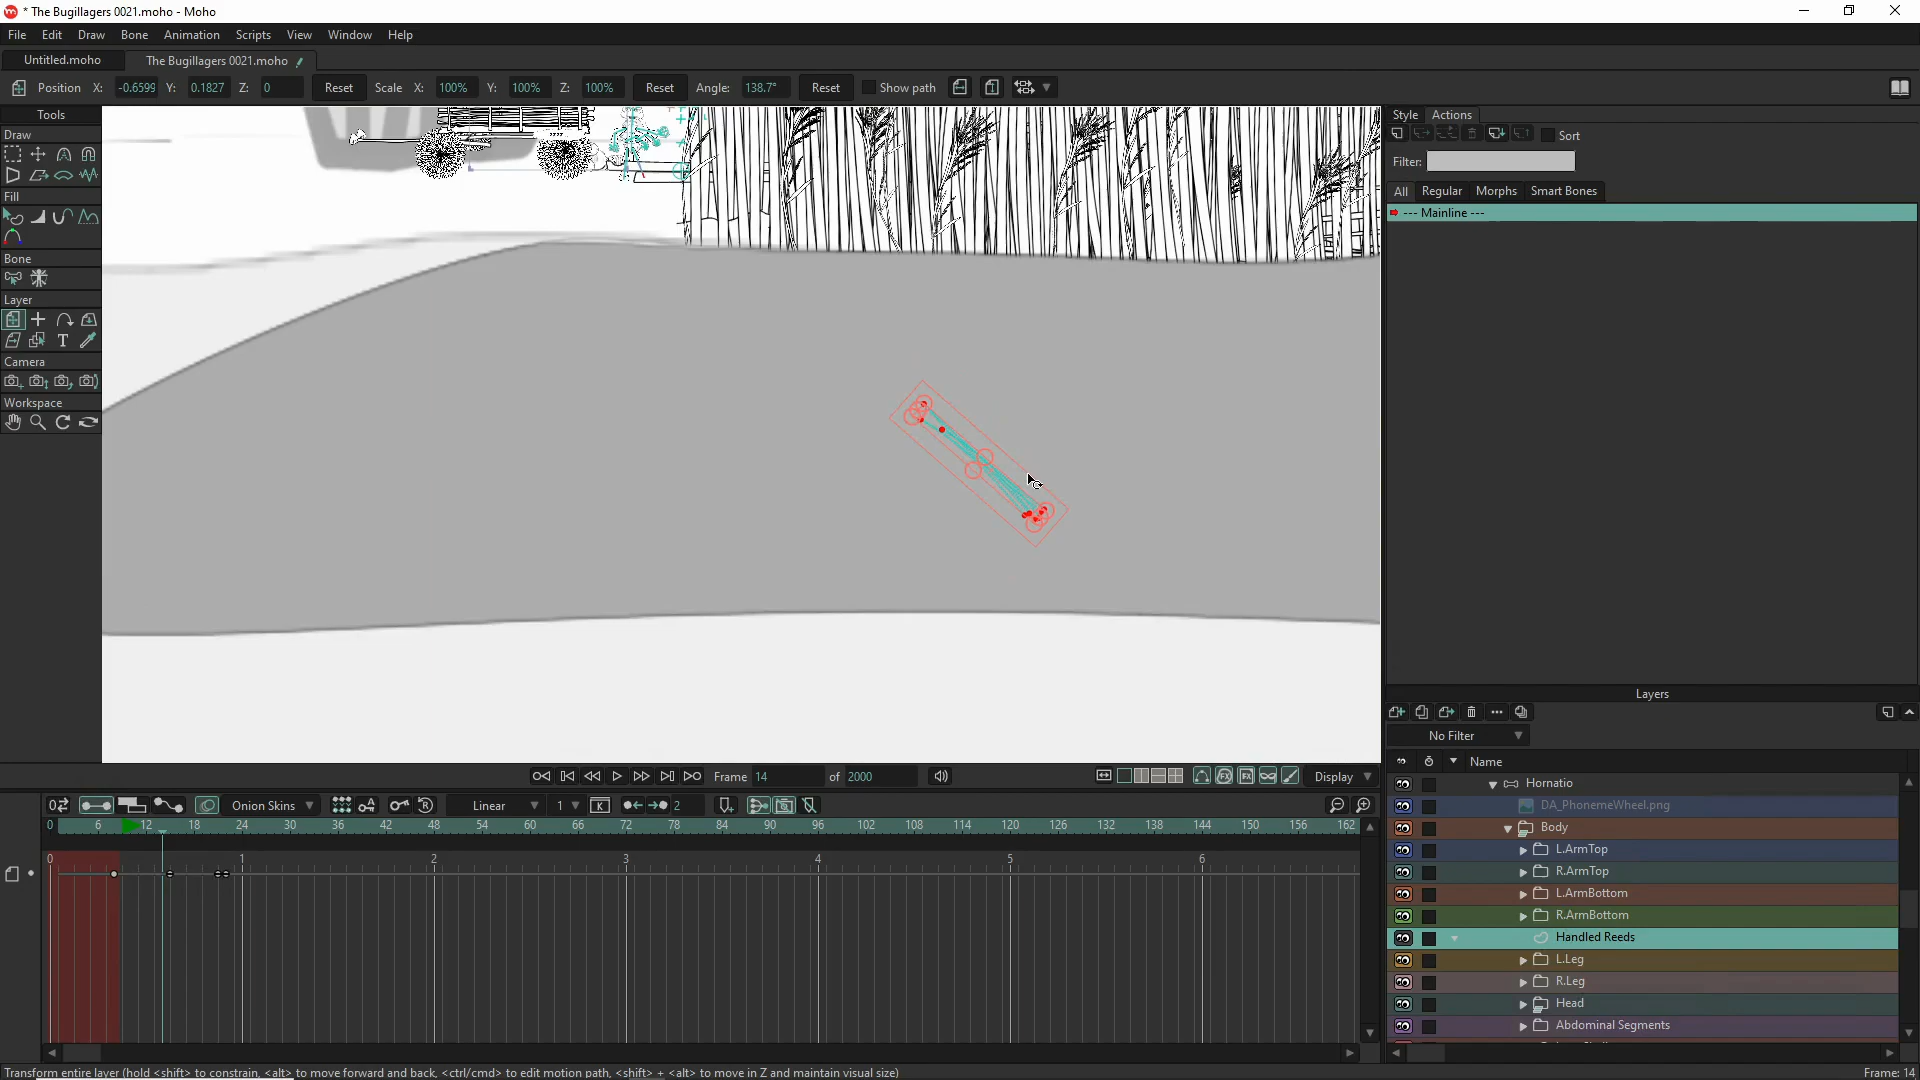 * The Bugillagers 0021.moho - Moho
File Edit Draw Bone Animation Scripts View Window Help
Untitled.moho The Bugillagers 0021.moho
Position X: -0.6599 Y: 0.1827 Z: 0 Reset Scale X: 100% Y: 100% Z: 100% Reset Angle: 138.7° Reset Show path
Tools
Draw
Fill
Bone
Layer
Camera
Workspace
Style Actions
Sort
Filter:
All Regular Morphs Smart Bones
--- Mainline ---
Layers
No Filter
Name
Hornatio
DA_PhonemeWheel.png
Body
L.ArmTop
R.ArmTop
L.ArmBottom
R.ArmBottom
Handled Reeds
L.Leg
R.Leg
Head
Abdominal Segments
Frame 14 of 2000 Display
Onion Skins Linear 1 2
0 6 12 18 24 30 36 42 48 54 60 66 72 78 84 90 96 102 108 114 120 126 132 138 144 150 156 162
0 1 2 3 4 5 6
Transform entire layer (hold <shift> to constrain, <alt> to move forward and back, <ctrl/cmd> to edit motion path, <shift> + <alt> to move in Z and maintain visual size)
Frame: 14